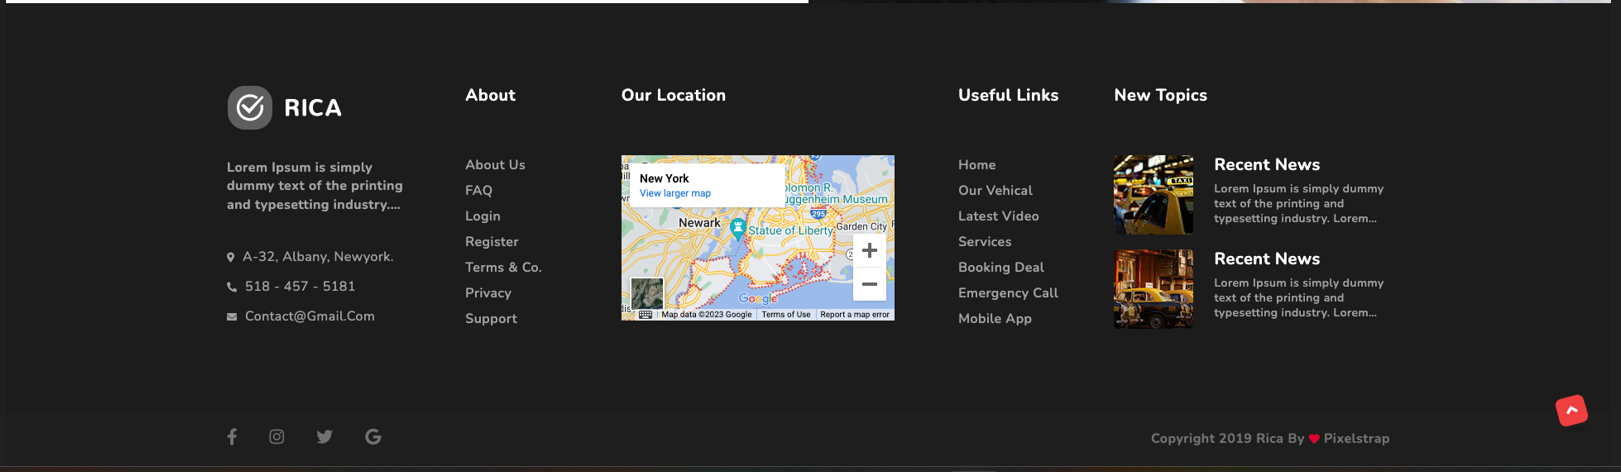 RICA
Lorem Ipsum is simply
dummy text of the printing
and typesetting industry....
A-32, Albany, Newyork.
518 - 457 - 5181
Contact@Gmail.Com
About
About Us
FAQ
Login
Register
Terms & Co.
Privacy
Support
Our Location
New York
View larger map
olomon R.
uggenheim Museum
295
Newark
Statue of Liberty
Garden City
Google
Map data ©2023 Google
Terms of Use
Report a map error
Useful Links
Home
Our Vehical
Latest Video
Services
Booking Deal
Emergency Call
Mobile App
New Topics
TAXI
Recent News
Lorem Ipsum is simply dummy
text of the printing and
typesetting industry. Lorem...
Recent News
Lorem Ipsum is simply dummy
text of the printing and
typesetting industry. Lorem...
Copyright 2019 Rica By ❤ Pixelstrap